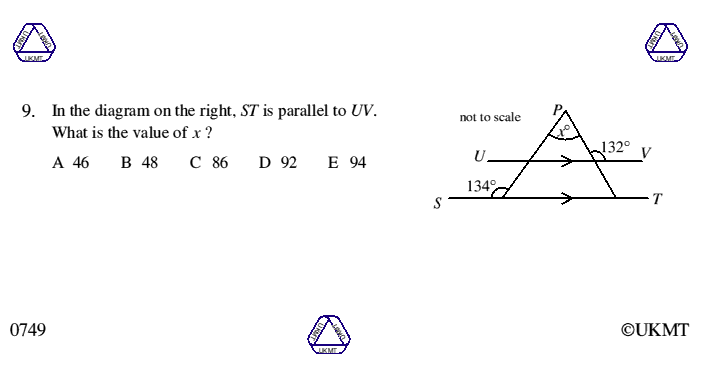 UKMT UKMT UKMT
UKMT UKMT UKMT
9. In the diagram on the right, ST is parallel to UV.
What is the value of x ?
A 46 B 48 C 86 D 92 E 94
not to scale
P
x°
132°
U
V
134°
S
T
0749
UKMT UKMT UKMT
©UKMT